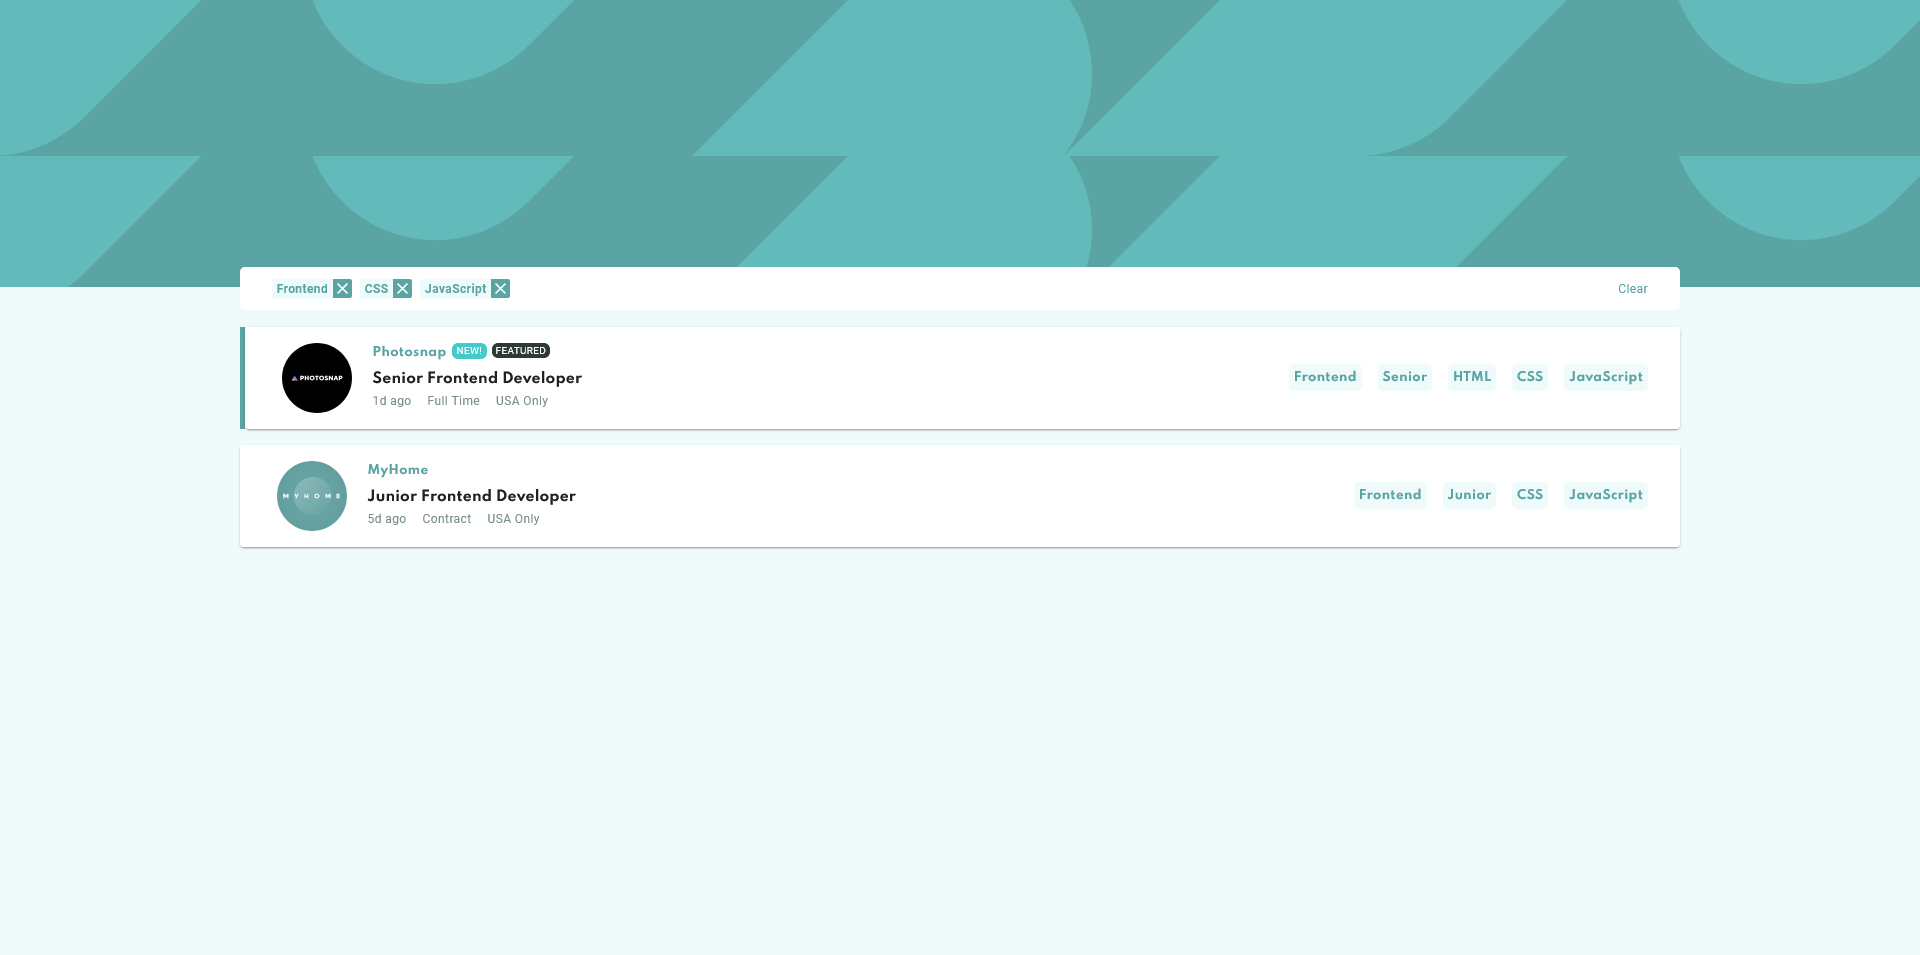 Frontend CSS JavaScript Clear
PHOTOSNAP
Photosnap NEW! FEATURED
Senior Frontend Developer
1d ago Full Time USA Only
Frontend Senior HTML CSS JavaScript
MYHOME
MyHome
Junior Frontend Developer
5d ago Contract USA Only
Frontend Junior CSS JavaScript